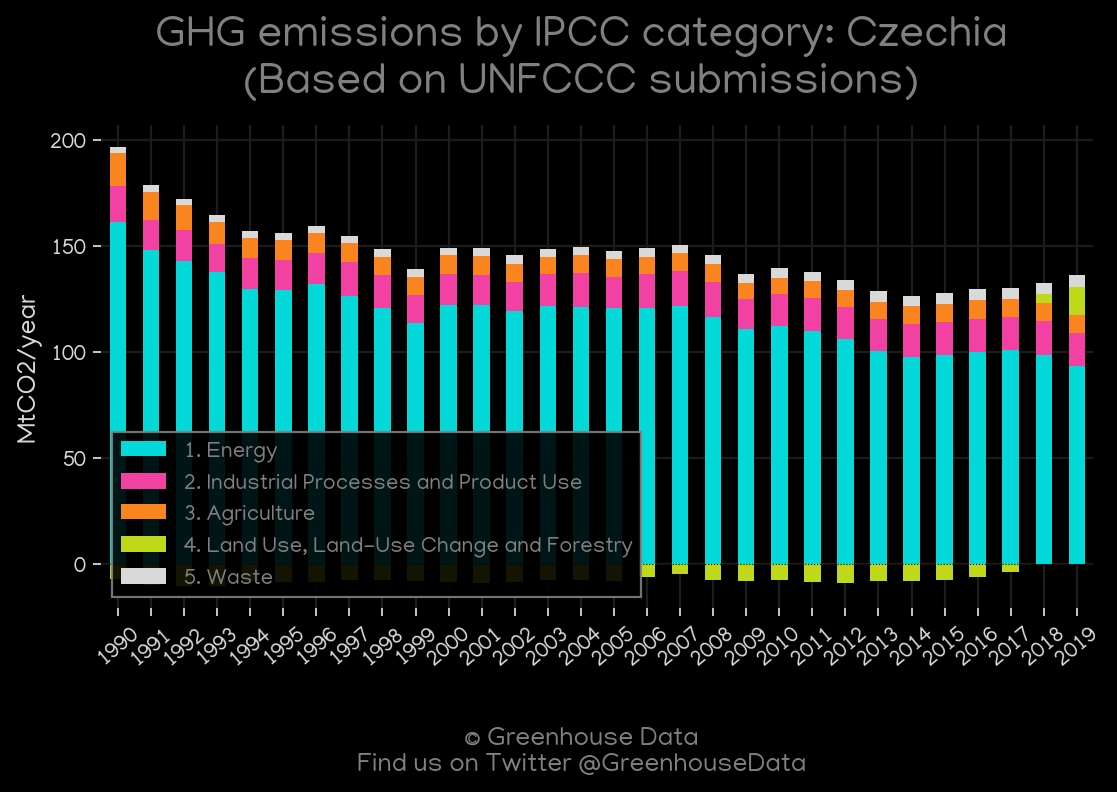 GHG emissions by IPCC category: Czechia
(Based on UNFCCC submissions)
MtCO2/year
200
150
100
50
0
1. Energy
2. Industrial Processes and Product Use
3. Agriculture
4. Land Use, Land-Use Change and Forestry
5. Waste
1990 1991 1992 1993 1994 1995 1996 1997 1998 1999 2000 2001 2002 2003 2004 2005 2006 2007 2008 2009 2010 2011 2012 2013 2014 2015 2016 2017 2018 2019
© Greenhouse Data
Find us on Twitter @GreenhouseData